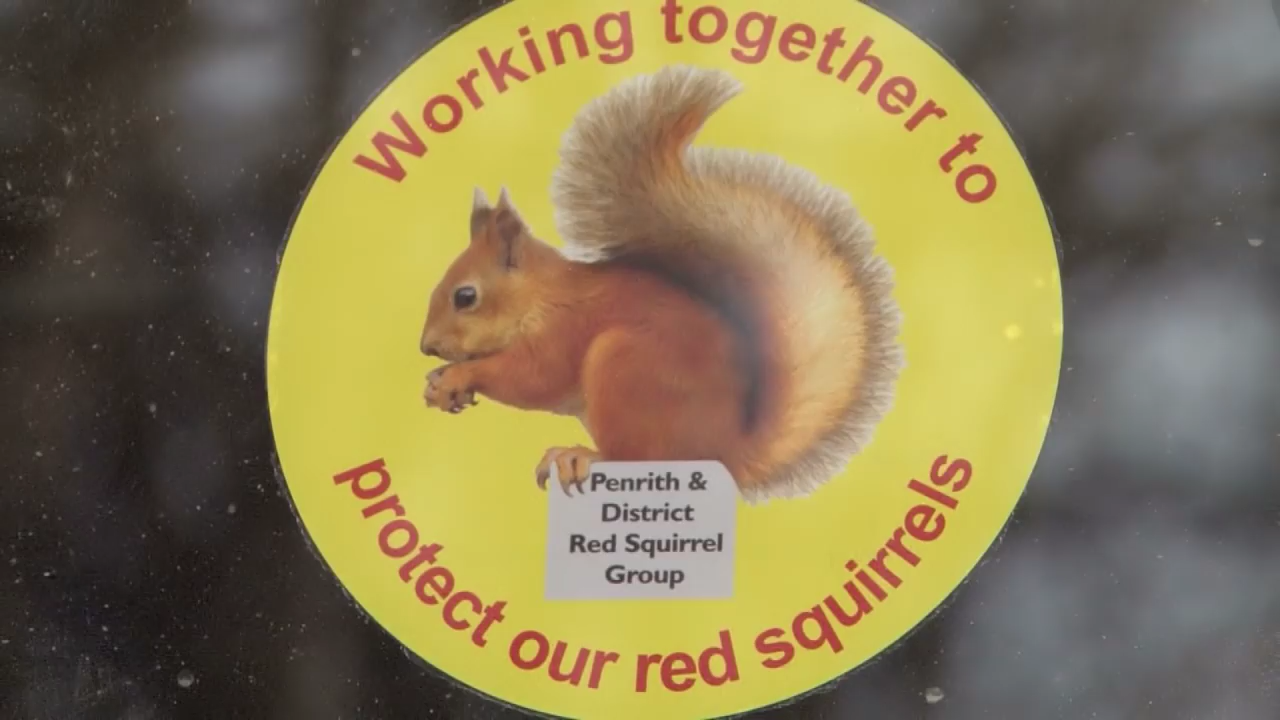 Working together to
Penrith &
District
Red Squirrel
Group
protect our red squirrels